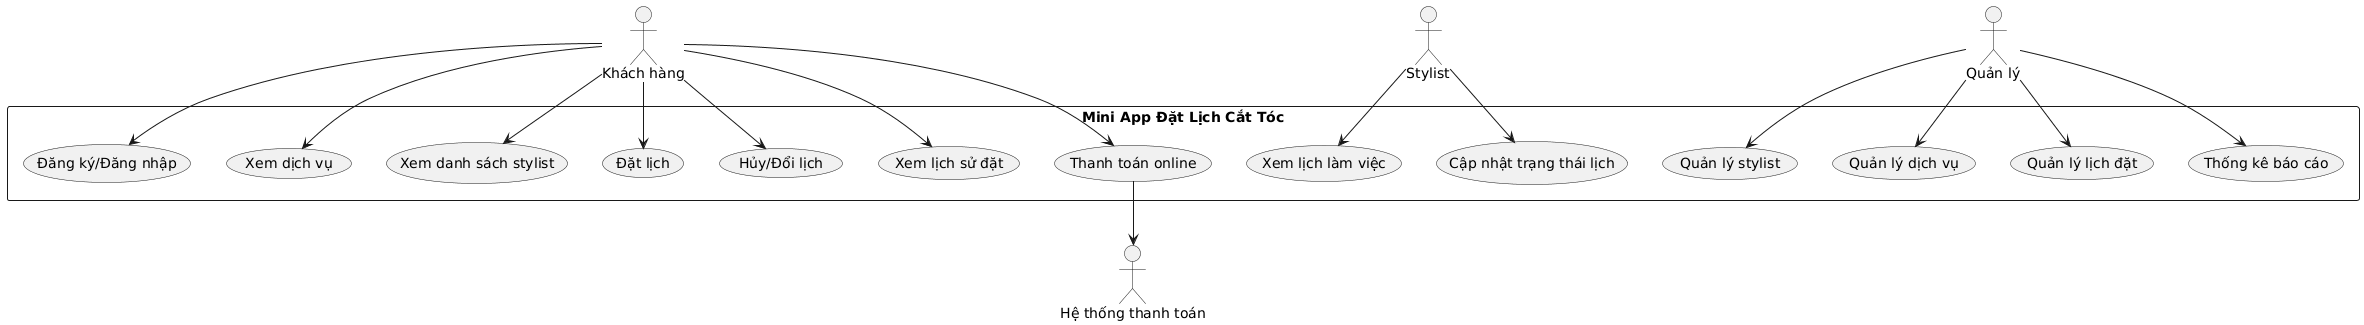 Khách hàng
Stylist
Quản lý
Mini App Đặt Lịch Cắt Tóc
Đăng ký/Đăng nhập
Xem dịch vụ
Xem danh sách stylist
Đặt lịch
Hủy/Đổi lịch
Xem lịch sử đặt
Thanh toán online
Xem lịch làm việc
Cập nhật trạng thái lịch
Quản lý stylist
Quản lý dịch vụ
Quản lý lịch đặt
Thống kê báo cáo
Hệ thống thanh toán